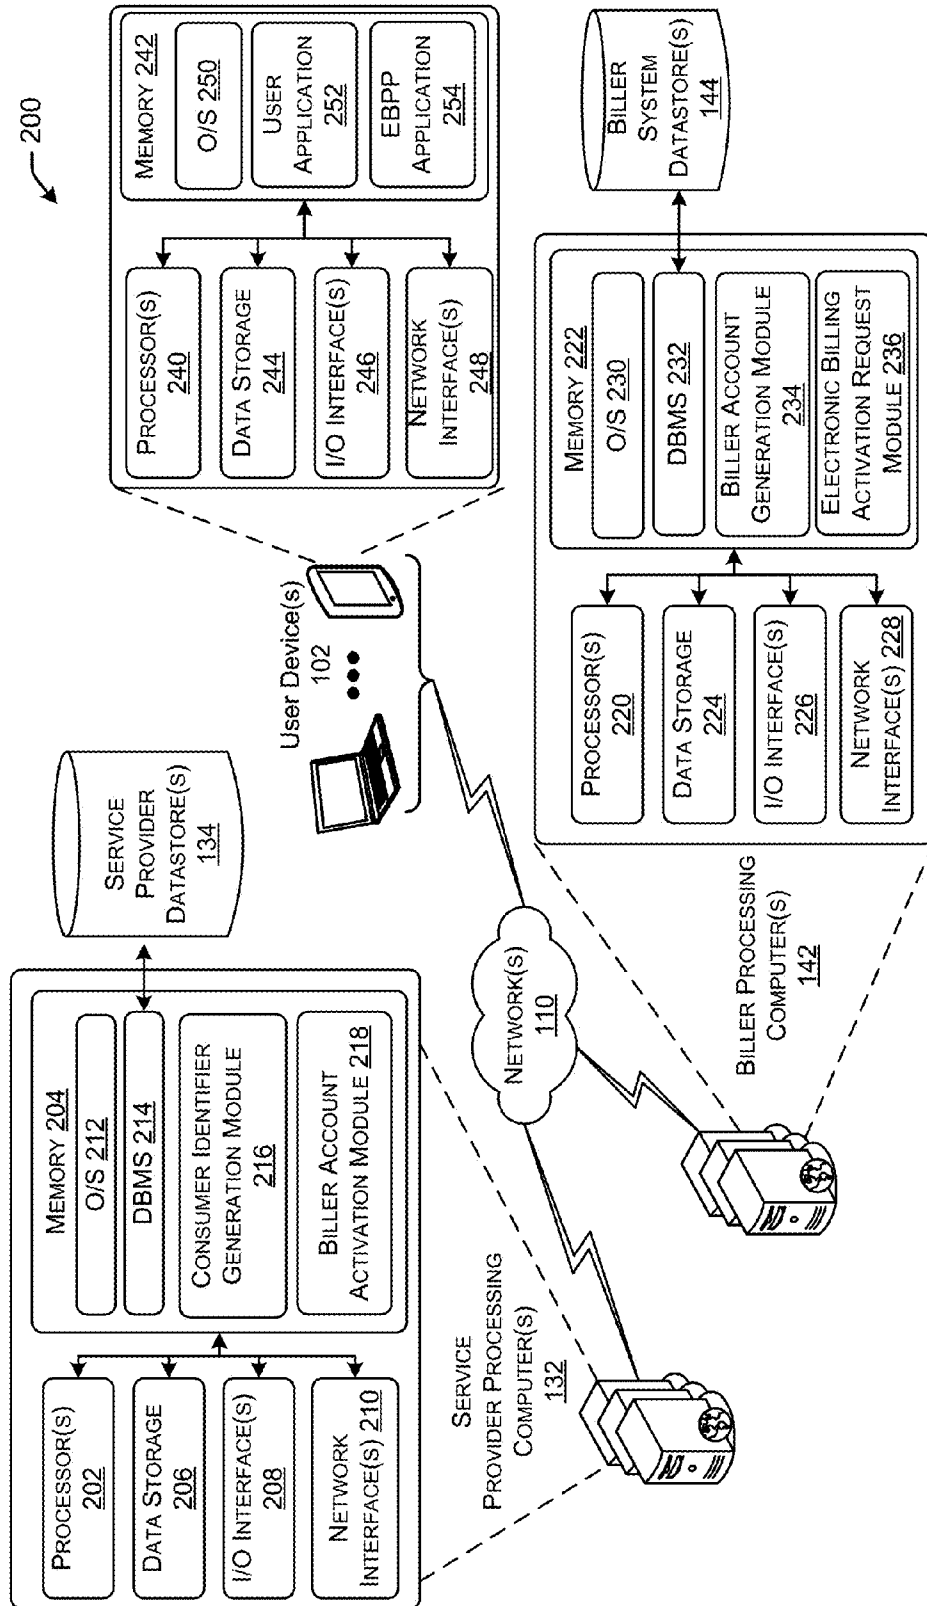 200
PROCESSOR(S)
202
DATA STORAGE
206
I/O INTERFACE(S)
208
NETWORK
INTERFACE(S) 210
MEMORY 204
O/S 212
DBMS 214
CONSUMER IDENTIFIER
GENERATION MODULE
216
BILLER ACCOUNT
ACTIVATION MODULE 218
SERVICE
PROVIDER
DATASTORE(S)
134
SERVICE
PROVIDER PROCESSING
COMPUTER(S)
132
NETWORK(S)
110
User Device(s)
102
PROCESSOR(S)
240
DATA STORAGE
244
I/O INTERFACE(S)
246
NETWORK
INTERFACE(S)
248
MEMORY 242
O/S 250
USER
APPLICATION
252
EBPP
APPLICATION
254
BILLER PROCESSING
COMPUTER(S)
142
PROCESSOR(S)
220
DATA STORAGE
224
I/O INTERFACE(S)
226
NETWORK
INTERFACE(S) 228
MEMORY 222
O/S 230
DBMS 232
BILLER ACCOUNT
GENERATION MODULE
234
ELECTRONIC BILLING
ACTIVATION REQUEST
MODULE 236
BILLER
SYSTEM
DATASTORE(S)
144